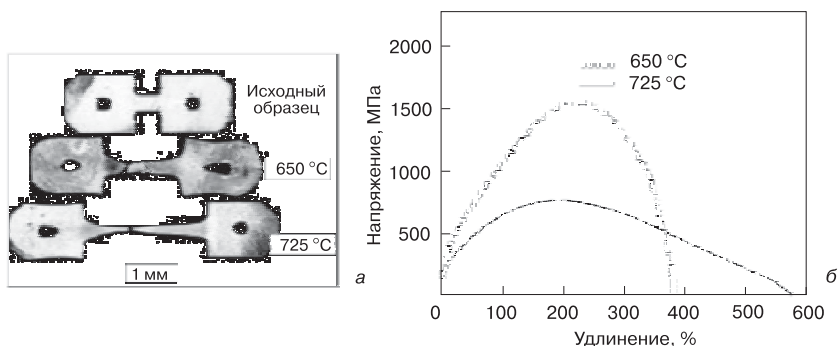 Исходный
образец
650 °C
725 °C
1 мм
а
Напряжение, МПа
2000
1500
1000
500
650 °C
725 °C
0
100
200
300
400
500
600
Удлинение, %
б